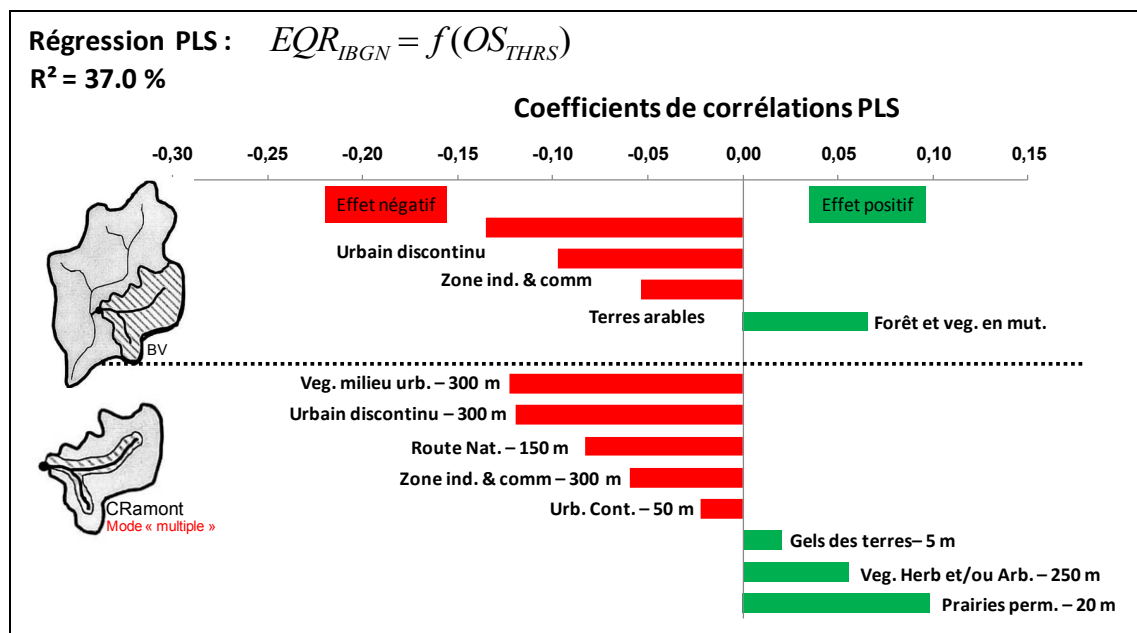 Régression PLS : EQR_IBGN = f(OS_THRS)
R² = 37.0 %
Coefficients de corrélations PLS
-0,30 -0,25 -0,20 -0,15 -0,10 -0,05 0,00 0,05 0,10 0,15
Effet négatif Effet positif
Urbain discontinu
Zone ind. & comm
Terres arables
Forêt et veg. en mut.
BV
Veg. milieu urb. – 300 m
Urbain discontinu – 300 m
Route Nat. – 150 m
Zone ind. & comm – 300 m
Urb. Cont. – 50 m
CRamont
Mode « multiple »
Gels des terres– 5 m
Veg. Herb et/ou Arb. – 250 m
Prairies perm. – 20 m